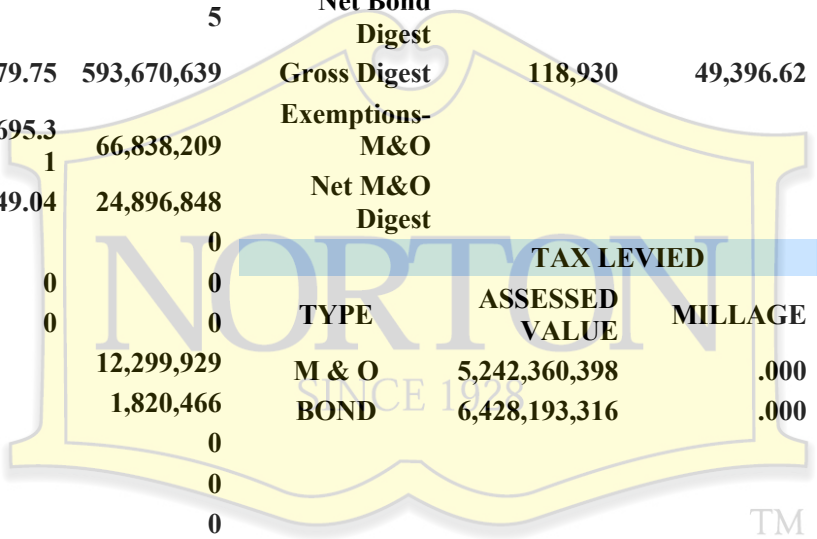 5
Net Bond
Digest
79.75 593,670,639 Gross Digest 118,930 49,396.62
Exemptions-
M&O
695.3
1
66,838,209
49.04 24,896,848
Net M&O
Digest
0
TAX LEVIED
0 0
0 0
TYPE ASSESSED
VALUE MILLAGE
12,299,929 M & O 5,242,360,398 .000
1,820,466 BOND 6,428,193,316 .000
0
0
0
NORTON
SINCE 1928
TM